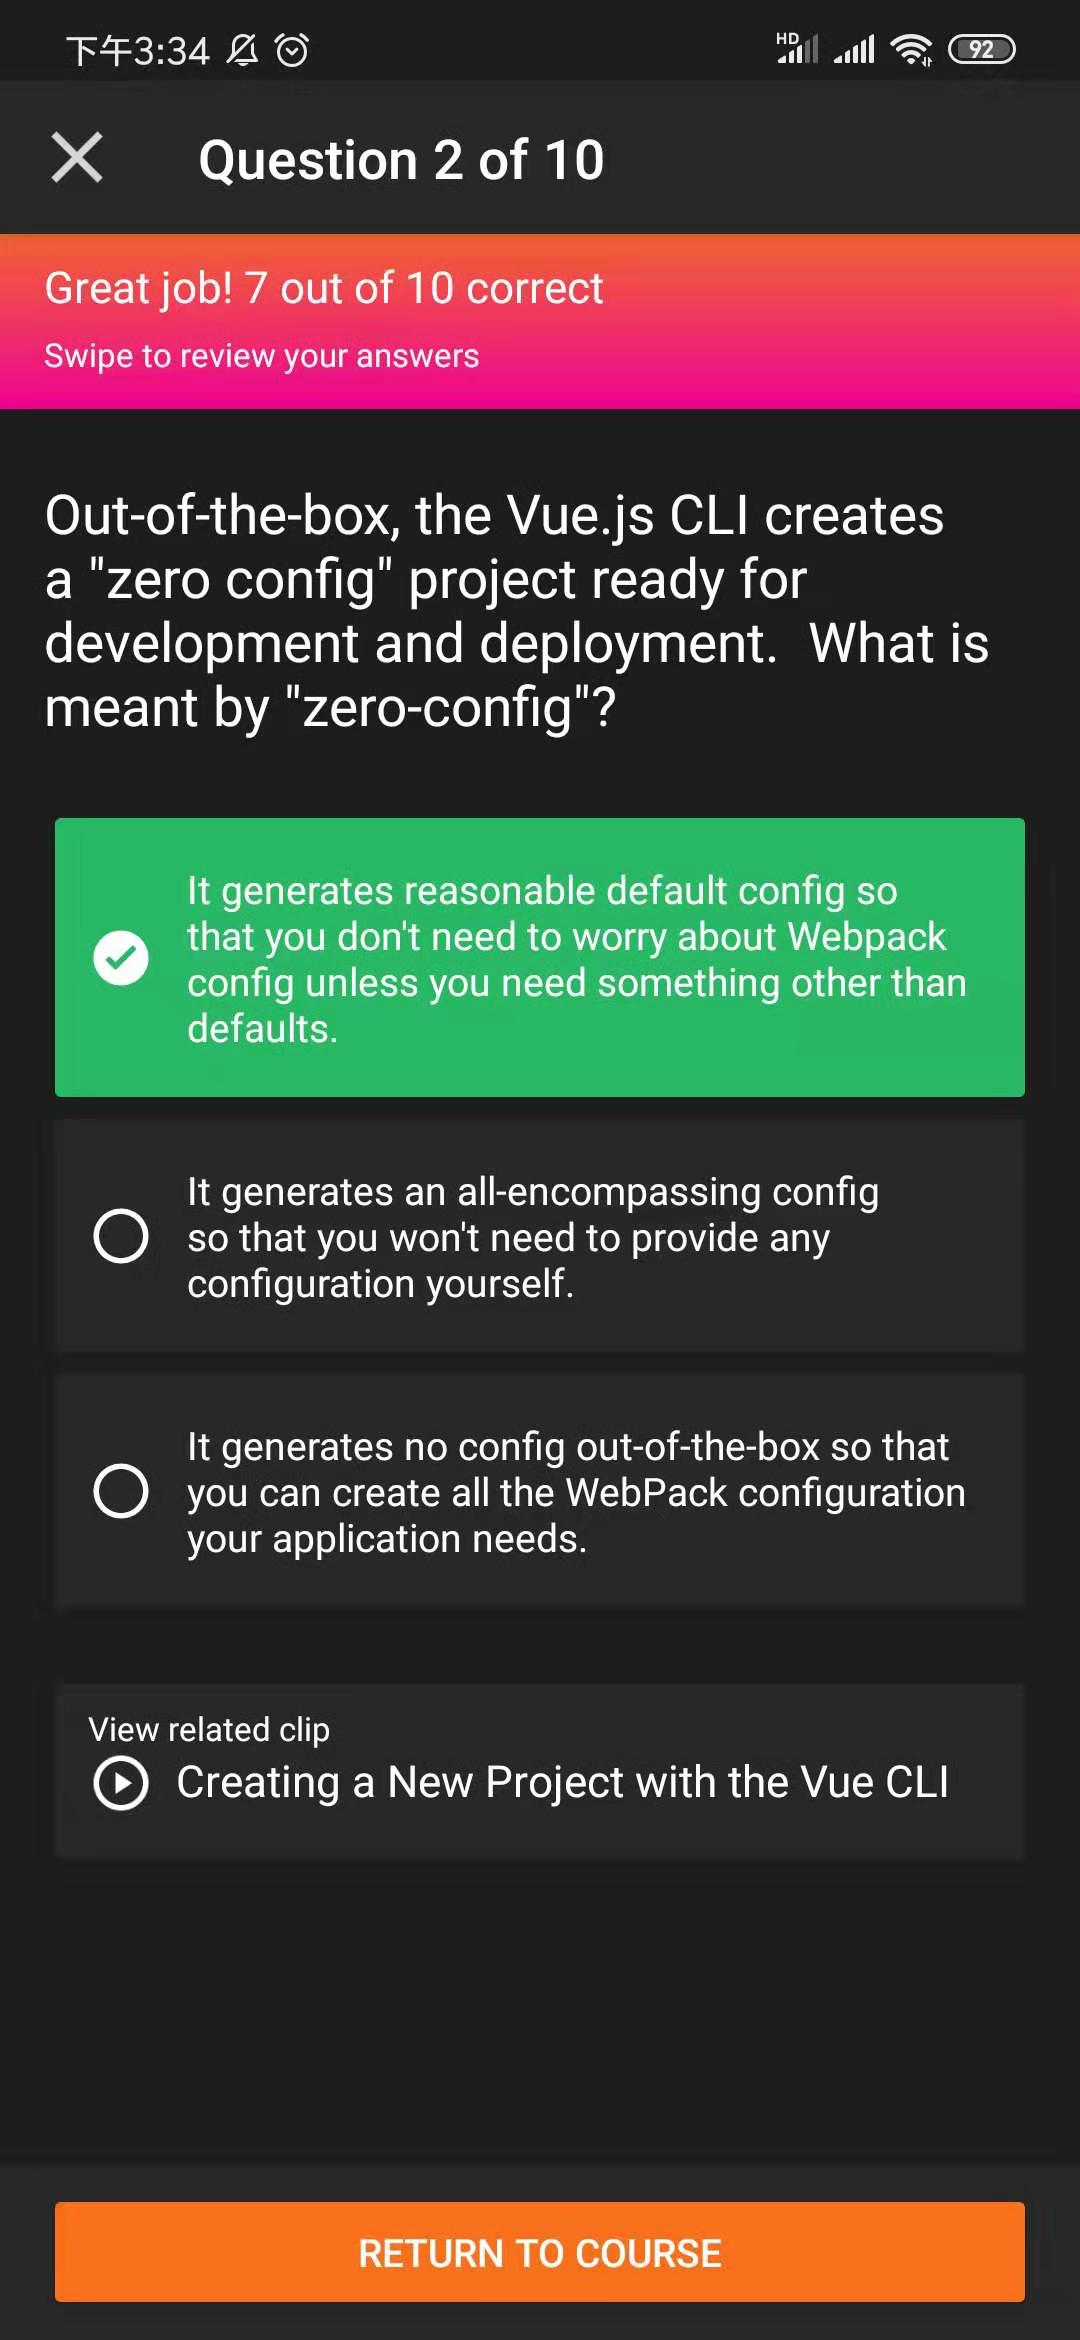 下午3:34 HD 92
Question 2 of 10
Great job! 7 out of 10 correct
Swipe to review your answers
Out-of-the-box, the Vue.js CLI creates
a "zero config" project ready for
development and deployment.  What is
meant by "zero-config"?
It generates reasonable default config so
that you don't need to worry about Webpack
config unless you need something other than
defaults.
It generates an all-encompassing config
so that you won't need to provide any
configuration yourself.
It generates no config out-of-the-box so that
you can create all the WebPack configuration
your application needs.
View related clip
Creating a New Project with the Vue CLI
RETURN TO COURSE